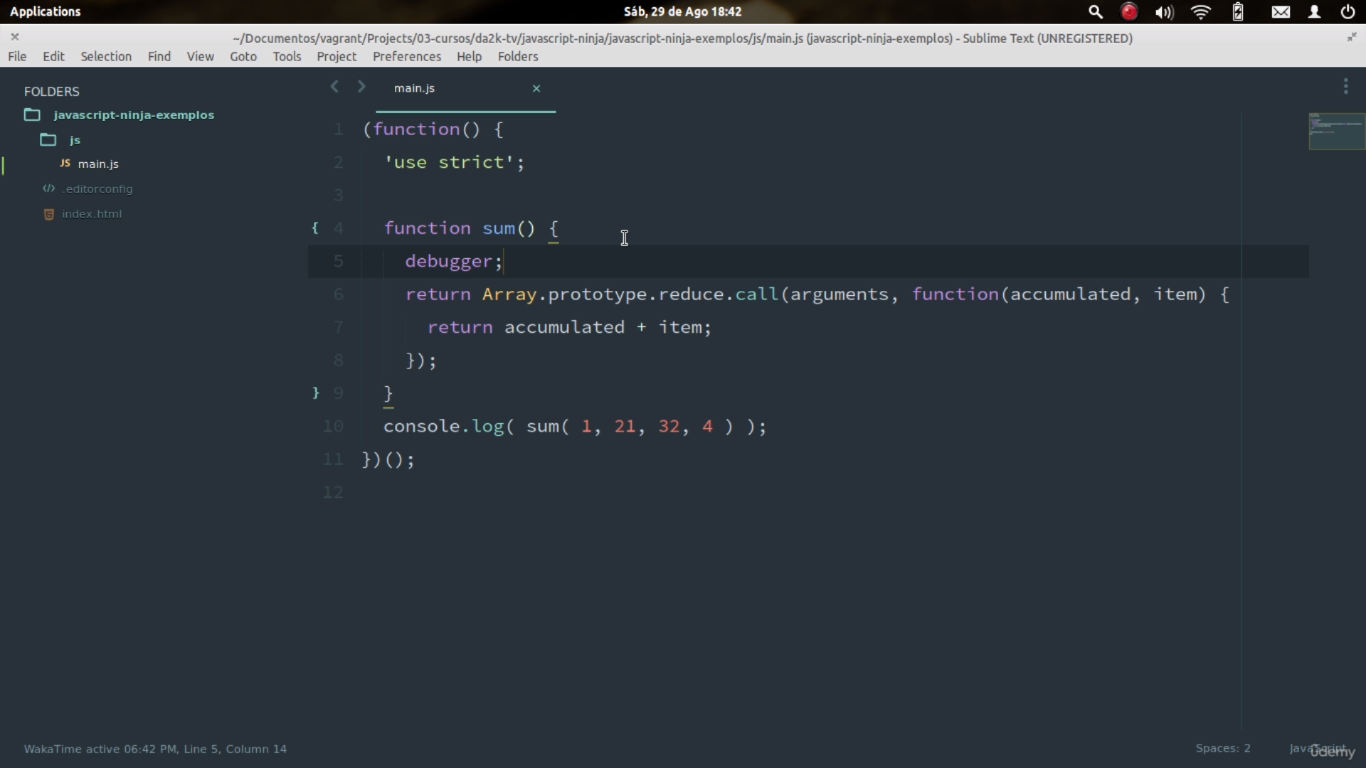 Applications
Sáb, 29 de Ago 18:42
~/Documentos/vagrant/Projects/03-cursos/da2k-tv/javascript-ninja/javascript-ninja-exemplos/js/main.js (javascript-ninja-exemplos) - Sublime Text (UNREGISTERED)
File Edit Selection Find View Goto Tools Project Preferences Help Folders
FOLDERS
javascript-ninja-exemplos
js
JS main.js
.editorconfig
index.html
main.js
1 (function() {
2 'use strict';
3
4 function sum() {
5 debugger;
6 return Array.prototype.reduce.call(arguments, function(accumulated, item) {
7 return accumulated + item;
8 });
9 }
10 console.log( sum( 1, 21, 32, 4 ) );
11 })();
12
WakaTime active 06:42 PM, Line 5, Column 14
Spaces: 2
JavaScript
udemy